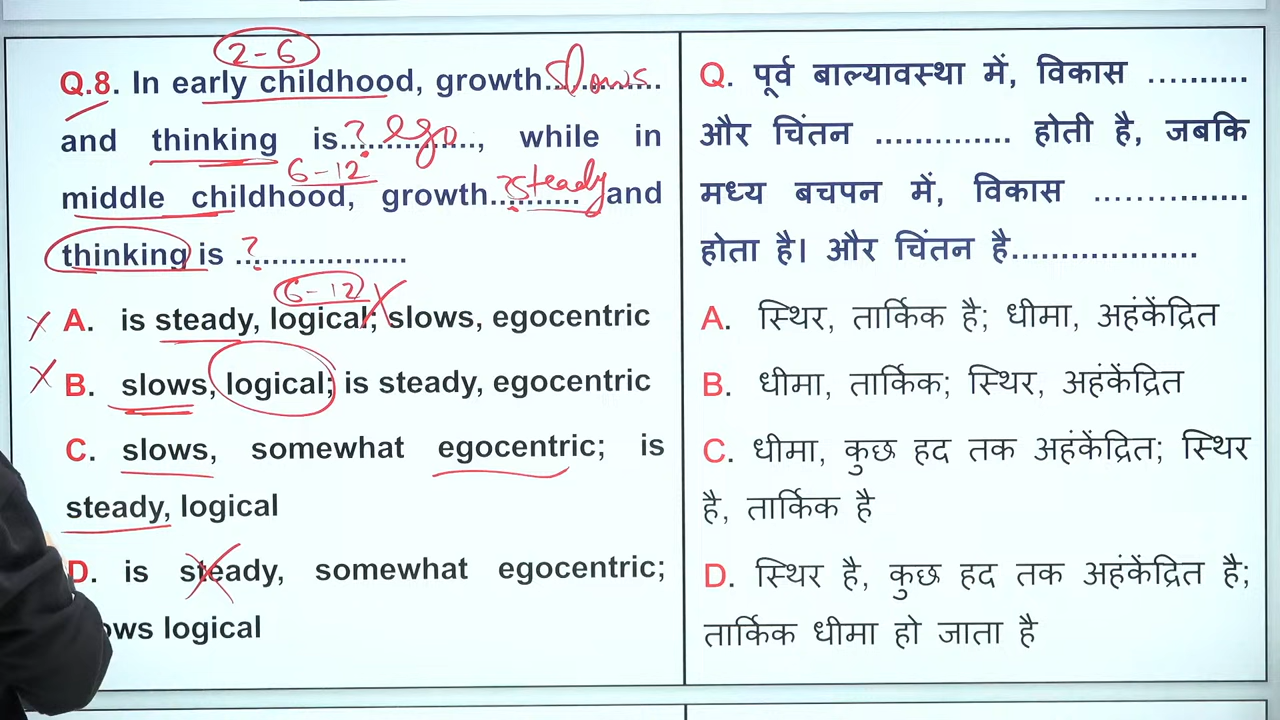 2-6
Q.8. In early childhood, growth............ slows
and thinking is..............., while in ? ego
6-12
middle childhood, growth.......... and ? steady
thinking is ................... ?
6-12
A. is steady, logical; slows, egocentric
B. slows, logical; is steady, egocentric
C. slows, somewhat egocentric; is
steady, logical
D. is steady, somewhat egocentric;
ows logical
Q. पूर्व बाल्यावस्था में, विकास ..........
और चिंतन .............. होती है, जबकि
मध्य बचपन में, विकास ................
होता है। और चिंतन है....................
A. स्थिर, तार्किक है; धीमा, अहंकेंद्रित
B. धीमा, तार्किक; स्थिर, अहंकेंद्रित
C. धीमा, कुछ हद तक अहंकेंद्रित; स्थिर
है, तार्किक है
D. स्थिर है, कुछ हद तक अहंकेंद्रित है;
तार्किक धीमा हो जाता है